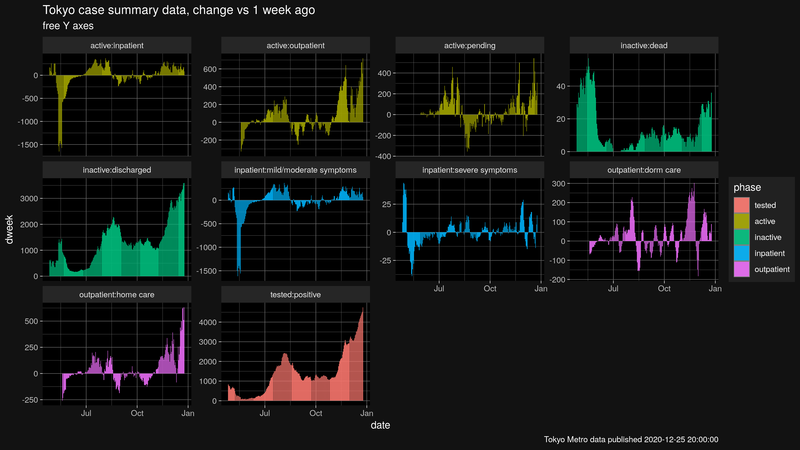 Tokyo case summary data, change vs 1 week ago
free Y axes
active:inpatient
active:outpatient
active:pending
inactive:dead
0
-500
-1000
-1500
600
400
200
0
-200
400
200
0
-200
-400
40
20
0
inactive:discharged
inpatient:mild/moderate symptoms
inpatient:severe symptoms
outpatient:dorm care
3000
2000
1000
0
0
-500
-1000
-1500
25
0
-25
300
200
100
0
-100
-200
Jul
Oct
Jan
Jul
Oct
Jan
outpatient:home care
tested:positive
500
250
0
-250
4000
3000
2000
1000
0
Jul
Oct
Jan
Jul
Oct
Jan
dweek
date
phase
tested
active
inactive
inpatient
outpatient
Tokyo Metro data published 2020-12-25 20:00:00